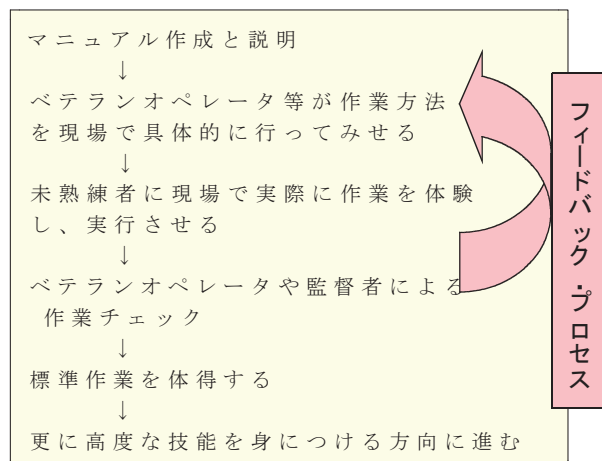 マニュアル作成と説明
↓
ベテランオペレータ等が作業方法
を現場で具体的に行ってみせる
↓
未熟練者に現場で実際に作業を体験
し、実行させる
↓
ベテランオペレータや監督者による
作業チェック
↓
標準作業を体得する
↓
更に高度な技能を身につける方向に進む
フィードバック・プロセス